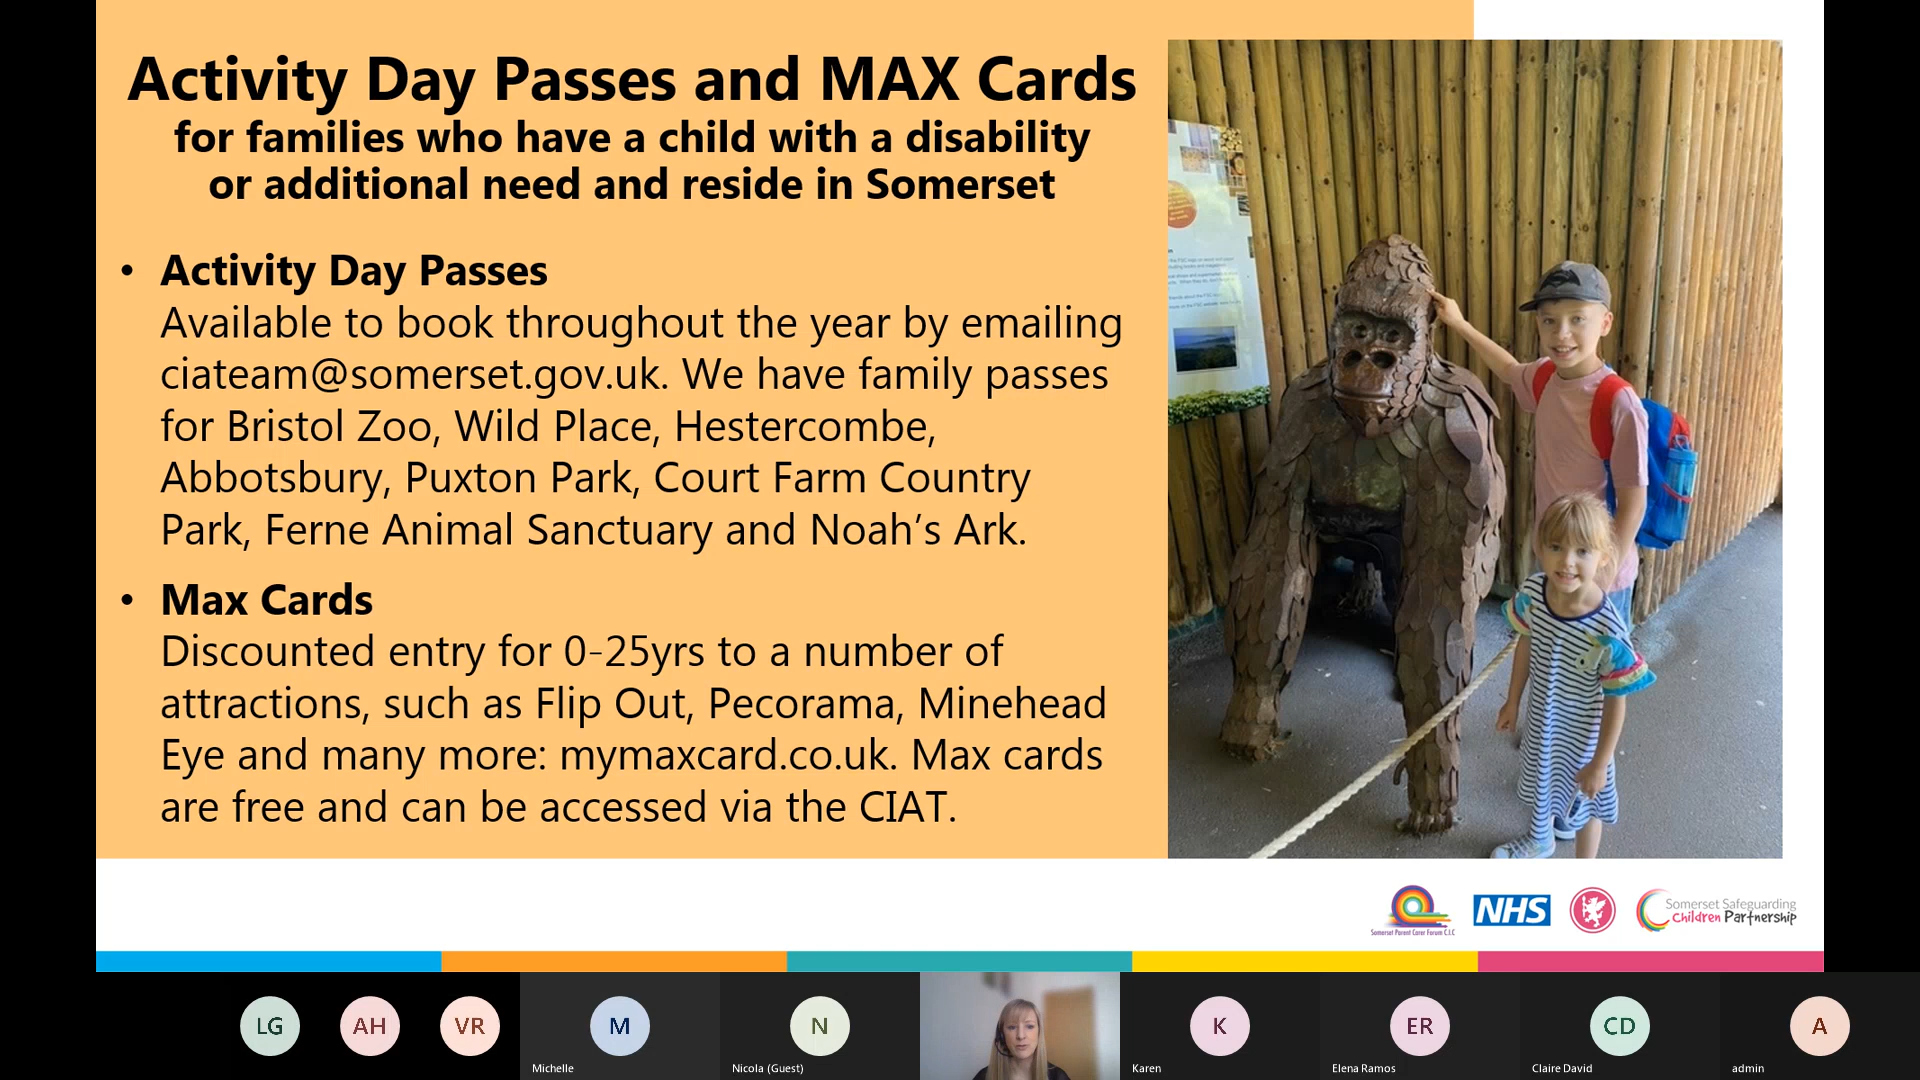 Activity Day Passes and MAX Cards
for families who have a child with a disability
or additional need and reside in Somerset
• Activity Day Passes
Available to book throughout the year by emailing
ciateam@somerset.gov.uk. We have family passes
for Bristol Zoo, Wild Place, Hestercombe,
Abbotsbury, Puxton Park, Court Farm Country
Park, Ferne Animal Sanctuary and Noah’s Ark.
• Max Cards
Discounted entry for 0-25yrs to a number of
attractions, such as Flip Out, Pecorama, Minehead
Eye and many more: mymaxcard.co.uk. Max cards
are free and can be accessed via the CIAT.
Somerset Parent Carer Forum C.I.C
NHS
Somerset Safeguarding
Children Partnership
LG
AH
VR
M
N
K
ER
CD
A
Michelle
Nicola (Guest)
Karen
Elena Ramos
Claire David
admin